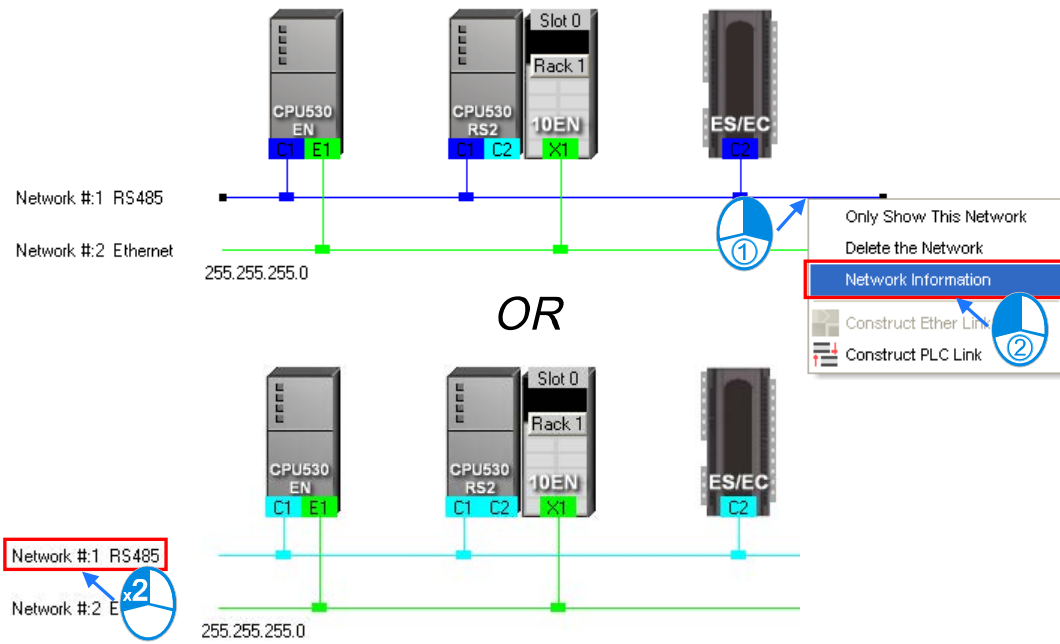 Slot 0
Rack 1
CPU530
EN
CPU530
RS2
10EN
ES/EC
C1 E1
C1 C2
X1
C2
Network #:1 RS485
Network #:2 Ethernet
255.255.255.0
①
Only Show This Network
Delete the Network
Network Information
Construct Ether Link
Construct PLC Link
②
OR
Slot 0
Rack 1
CPU530
EN
CPU530
RS2
10EN
ES/EC
C1 E1
C1 C2
X1
C2
Network #:1 RS485
x2
Network #:2 E
255.255.255.0